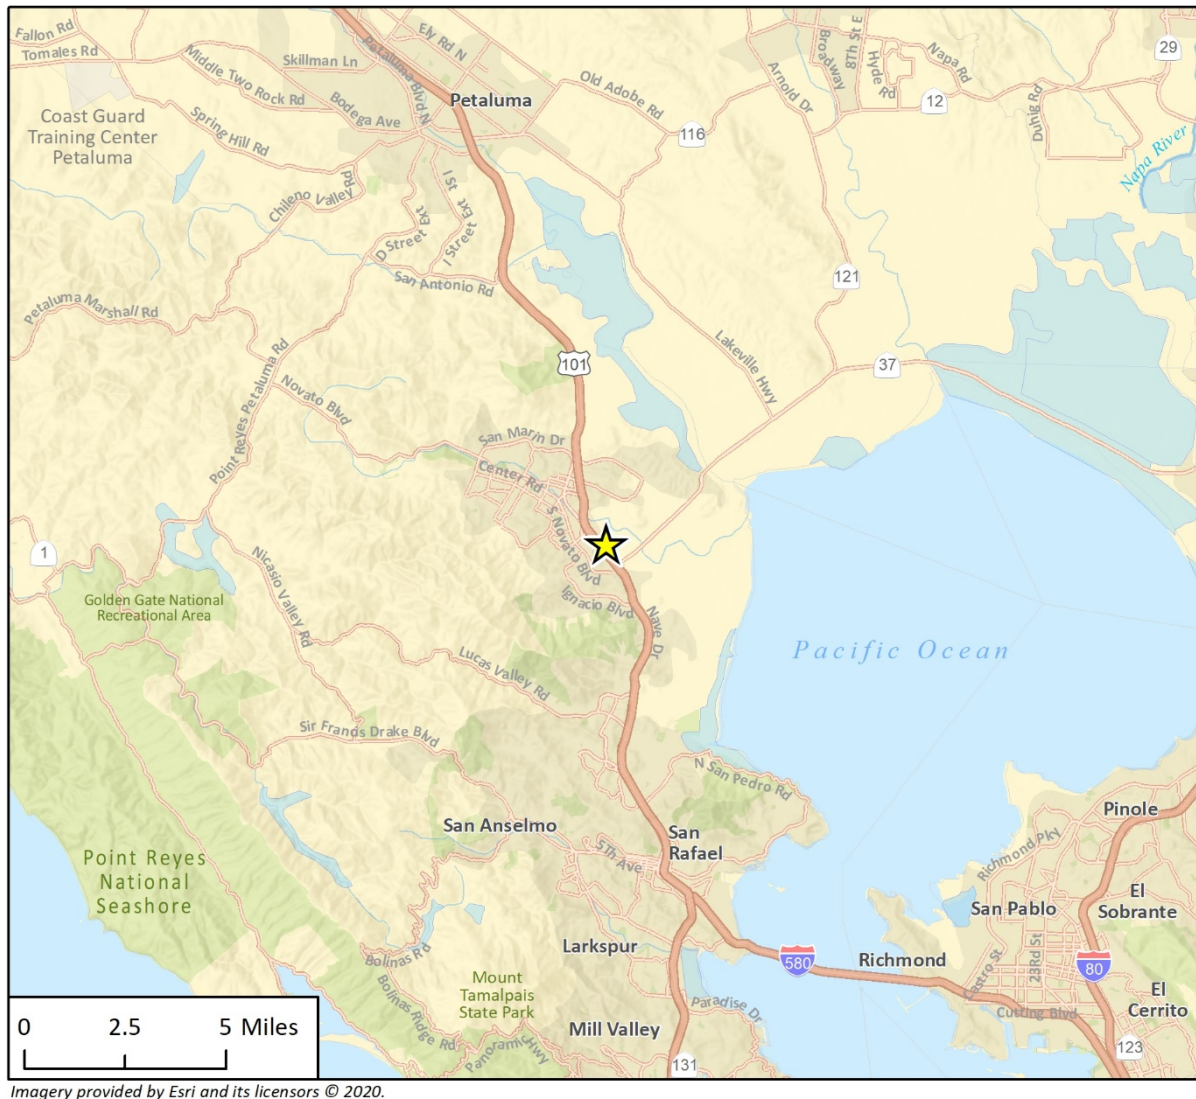 Fallon Rd
Tomales Rd
Middle Two Rock Rd
Skillman Ln
Petaluma Blvd N
Ely Rd N
Petaluma
Bodega Ave
Spring Hill Rd
Coast Guard
Training Center
Petaluma
Old Adobe Rd
116
Arnold Dr
Broadway
8Th St E
Hyde Rd
Napa Rd
12
29
Duhig Rd
Napa River
Chileno Valley Rd
D Street Ext
I Street Ext
I St
San Antonio Rd
121
Petaluma Marshall Rd
Point Reyes Petaluma Rd
Novato Blvd
101
Lakeville Hwy
37
San Marin Dr
Center Rd
S Novato Blvd
Ignacio Blvd
Nave Dr
1
Nicasio Valley Rd
Golden Gate National
Recreational Area
Lucas Valley Rd
Pacific Ocean
Sir Francis Drake Blvd
N San Pedro Rd
San Anselmo
San
Rafael
5Th Ave
Pinole
Richmond Pky
Point Reyes
National
Seashore
San Pablo
El
Sobrante
Larkspur
580
Richmond
Castro St
23Rd St
80
Bolinas Rd
Bolinas Ridge Rd
Mount
Tamalpais
State Park
Paradise Dr
El
Cerrito
Cutting Blvd
Mill Valley
Panoramic Hwy
131
123
0 2.5 5 Miles
Imagery provided by Esri and its licensors © 2020.